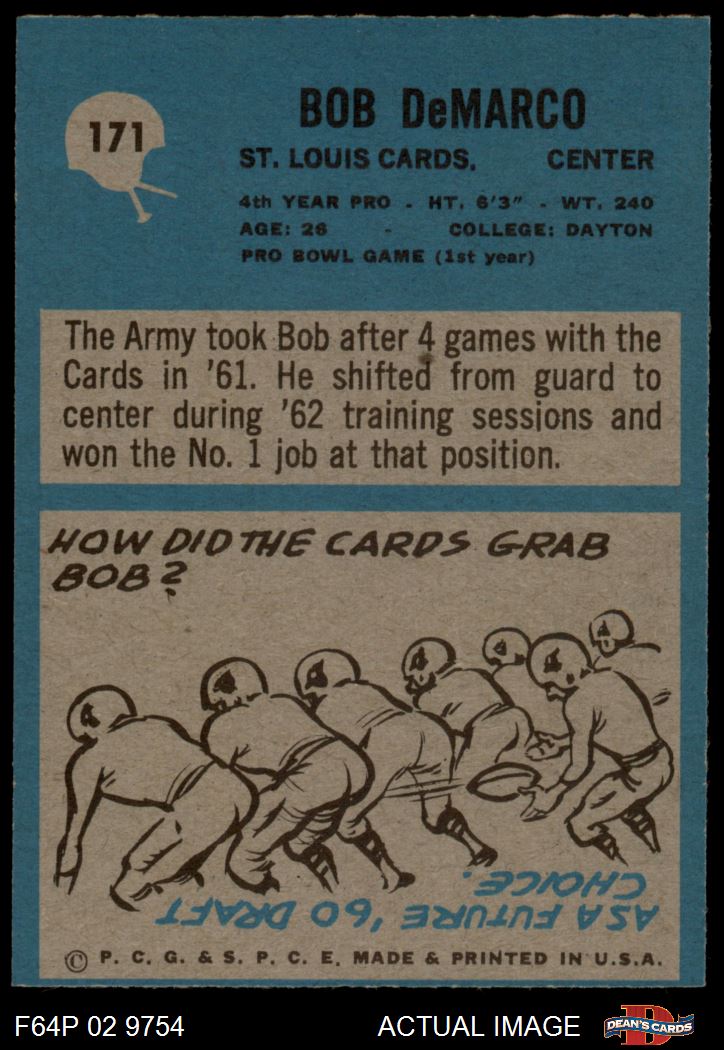 171
BOB DeMARCO
ST. LOUIS CARDS. CENTER
4th YEAR PRO - HT. 6'3" - WT. 240
AGE: 26 - COLLEGE: DAYTON
PRO BOWL GAME (1st year)
The Army took Bob after 4 games with the
Cards in '61. He shifted from guard to
center during '62 training sessions and
won the No. 1 job at that position.
HOW DID THE CARDS GRAB
BOB?
AS A FUTURE '60 DRAFT
CHOICE.
© P. C. G. & S. P. C. E. MADE & PRINTED IN U.S.A.
F64P 02 9754 ACTUAL IMAGE
D
DEAN'S CARDS